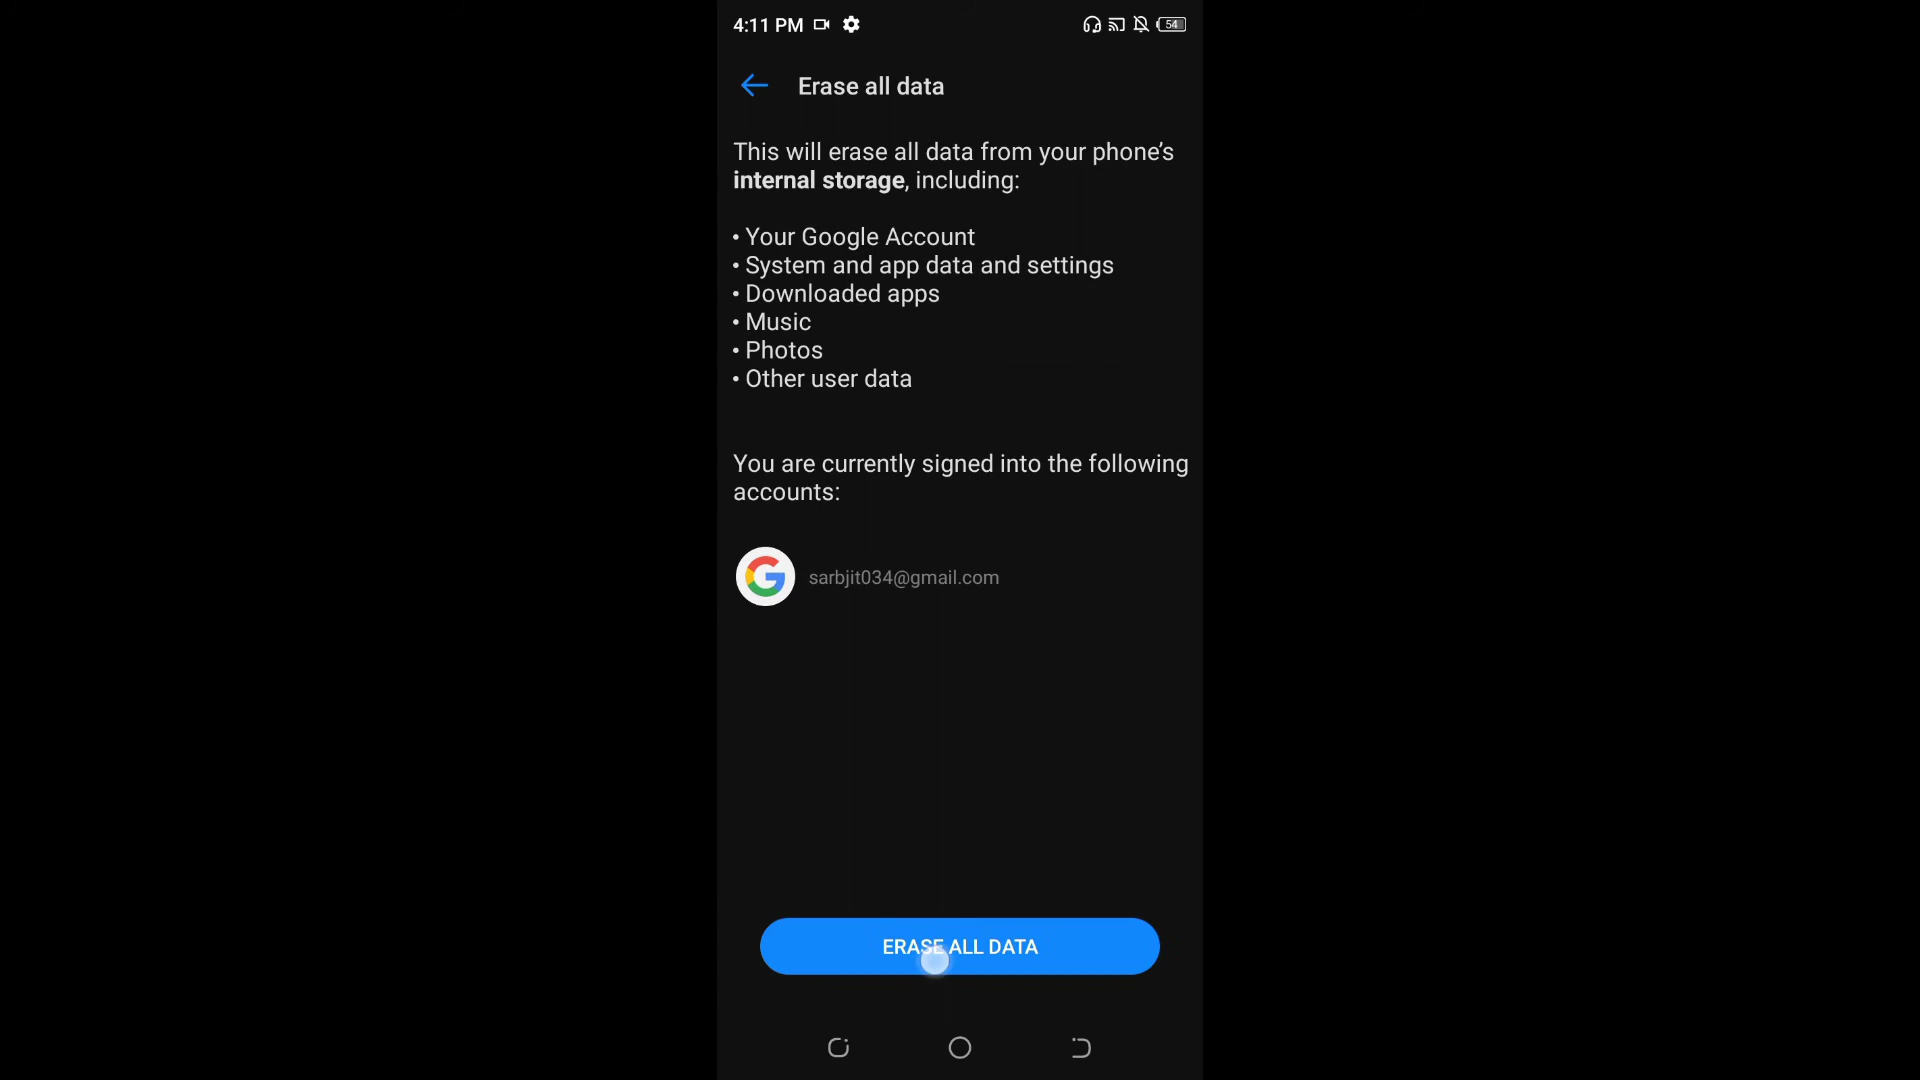 4:11 PM
54
Erase all data
This will erase all data from your phone’s
internal storage, including:
• Your Google Account
• System and app data and settings
• Downloaded apps
• Music
• Photos
• Other user data
You are currently signed into the following
accounts:
sarbjit034@gmail.com
ERASE ALL DATA